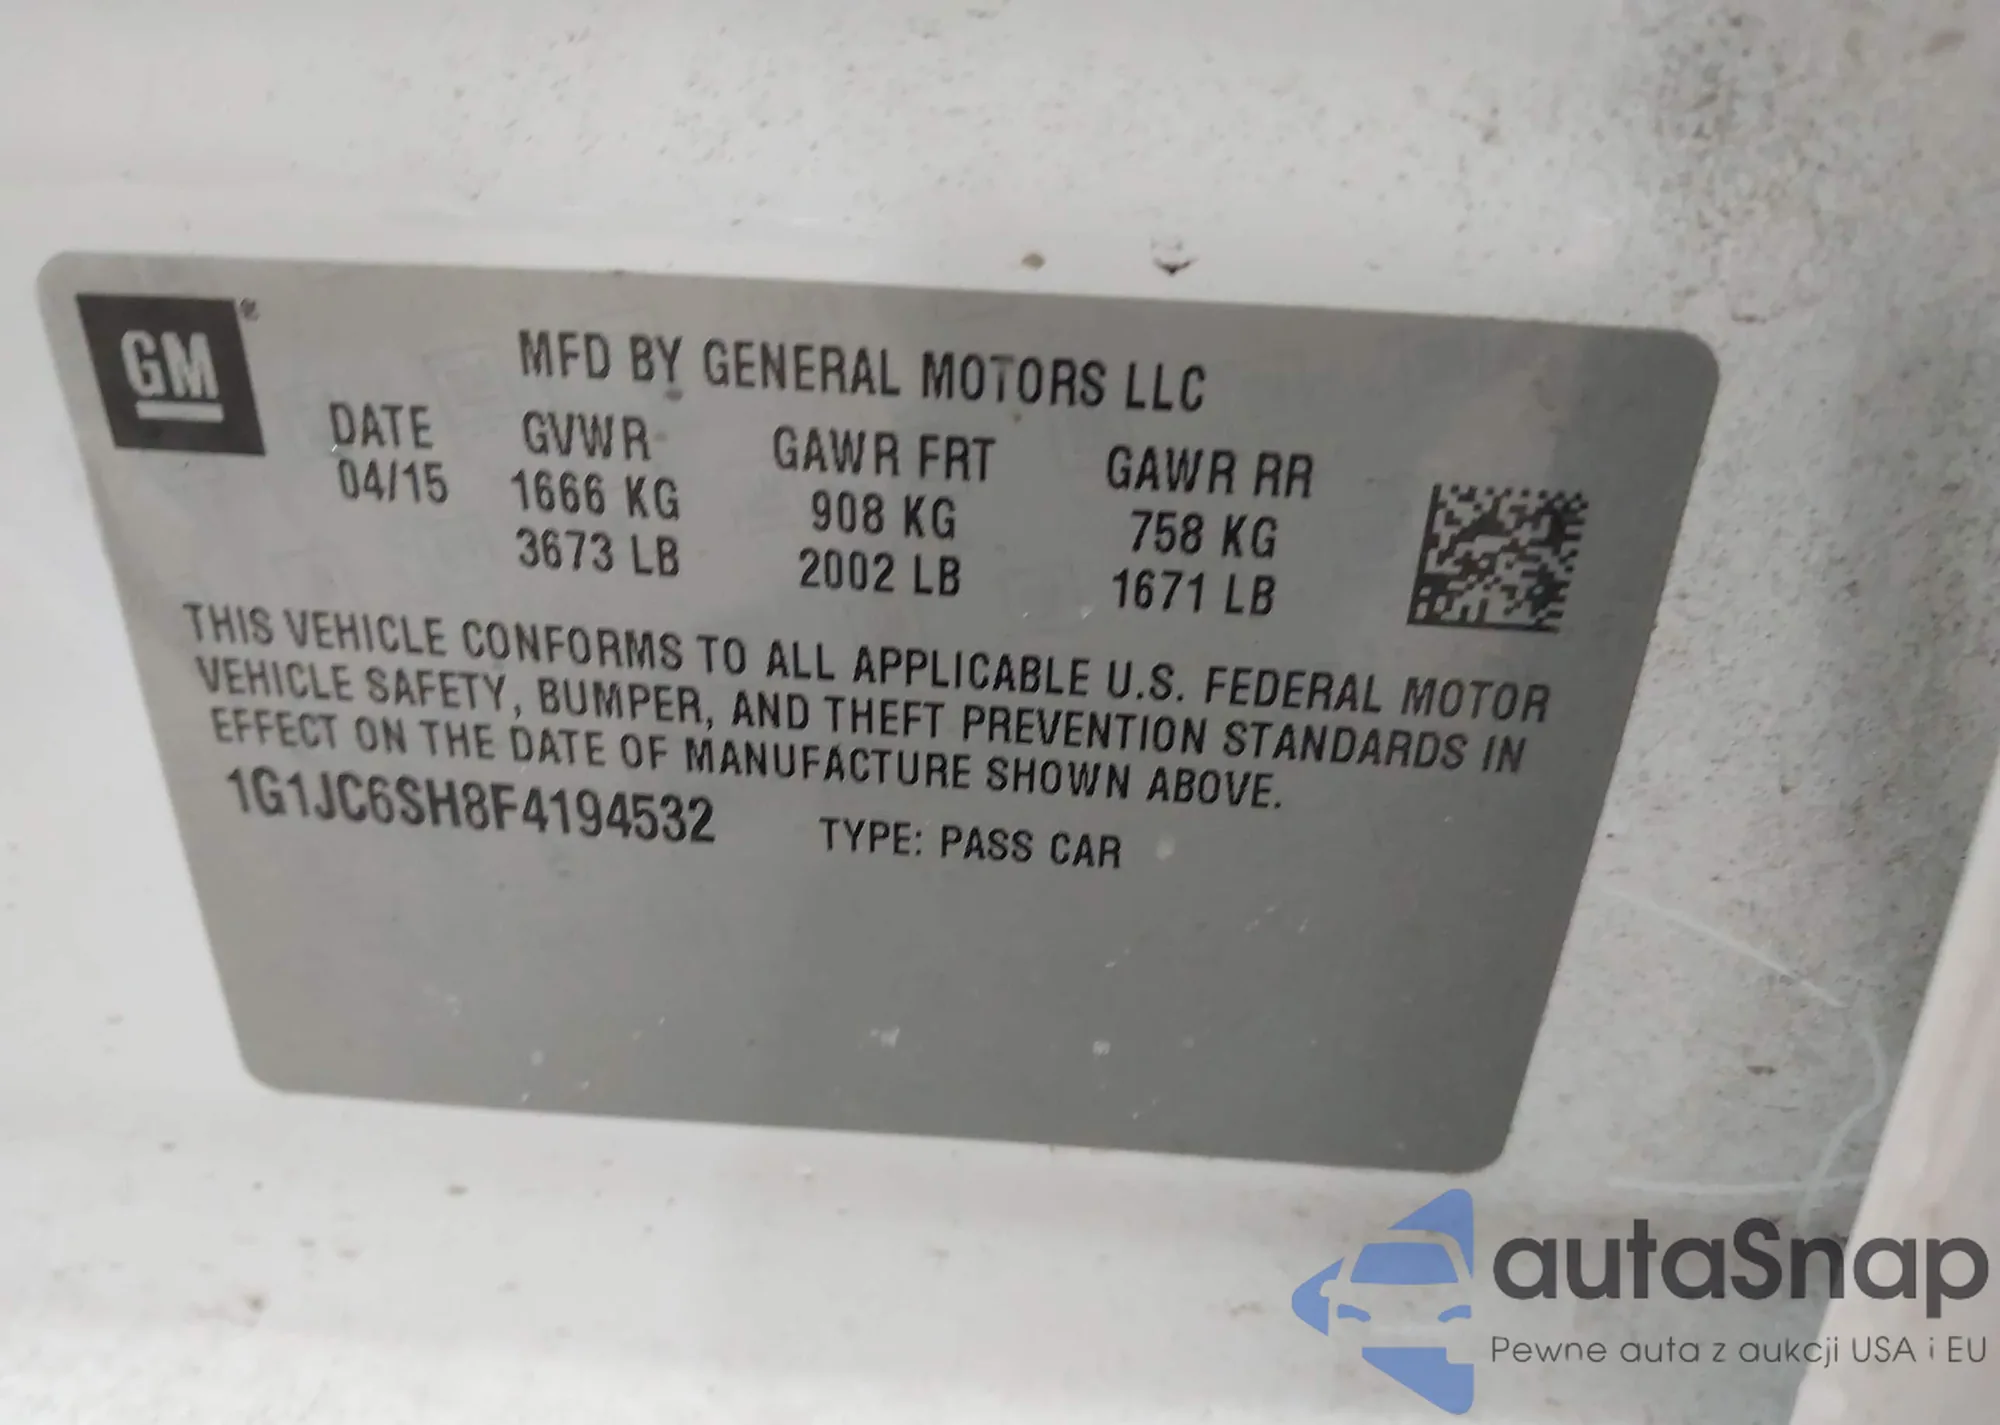 GM®
MFD BY GENERAL MOTORS LLC
DATE GVWR GAWR FRT GAWR RR
04/15 1666 KG 908 KG 758 KG
3673 LB 2002 LB 1671 LB
THIS VEHICLE CONFORMS TO ALL APPLICABLE U.S. FEDERAL MOTOR
VEHICLE SAFETY, BUMPER, AND THEFT PREVENTION STANDARDS IN
EFFECT ON THE DATE OF MANUFACTURE SHOWN ABOVE.
1G1JC6SH8F4194532 TYPE: PASS CAR
autaSnap
Pewne auta z aukcji USA i EU